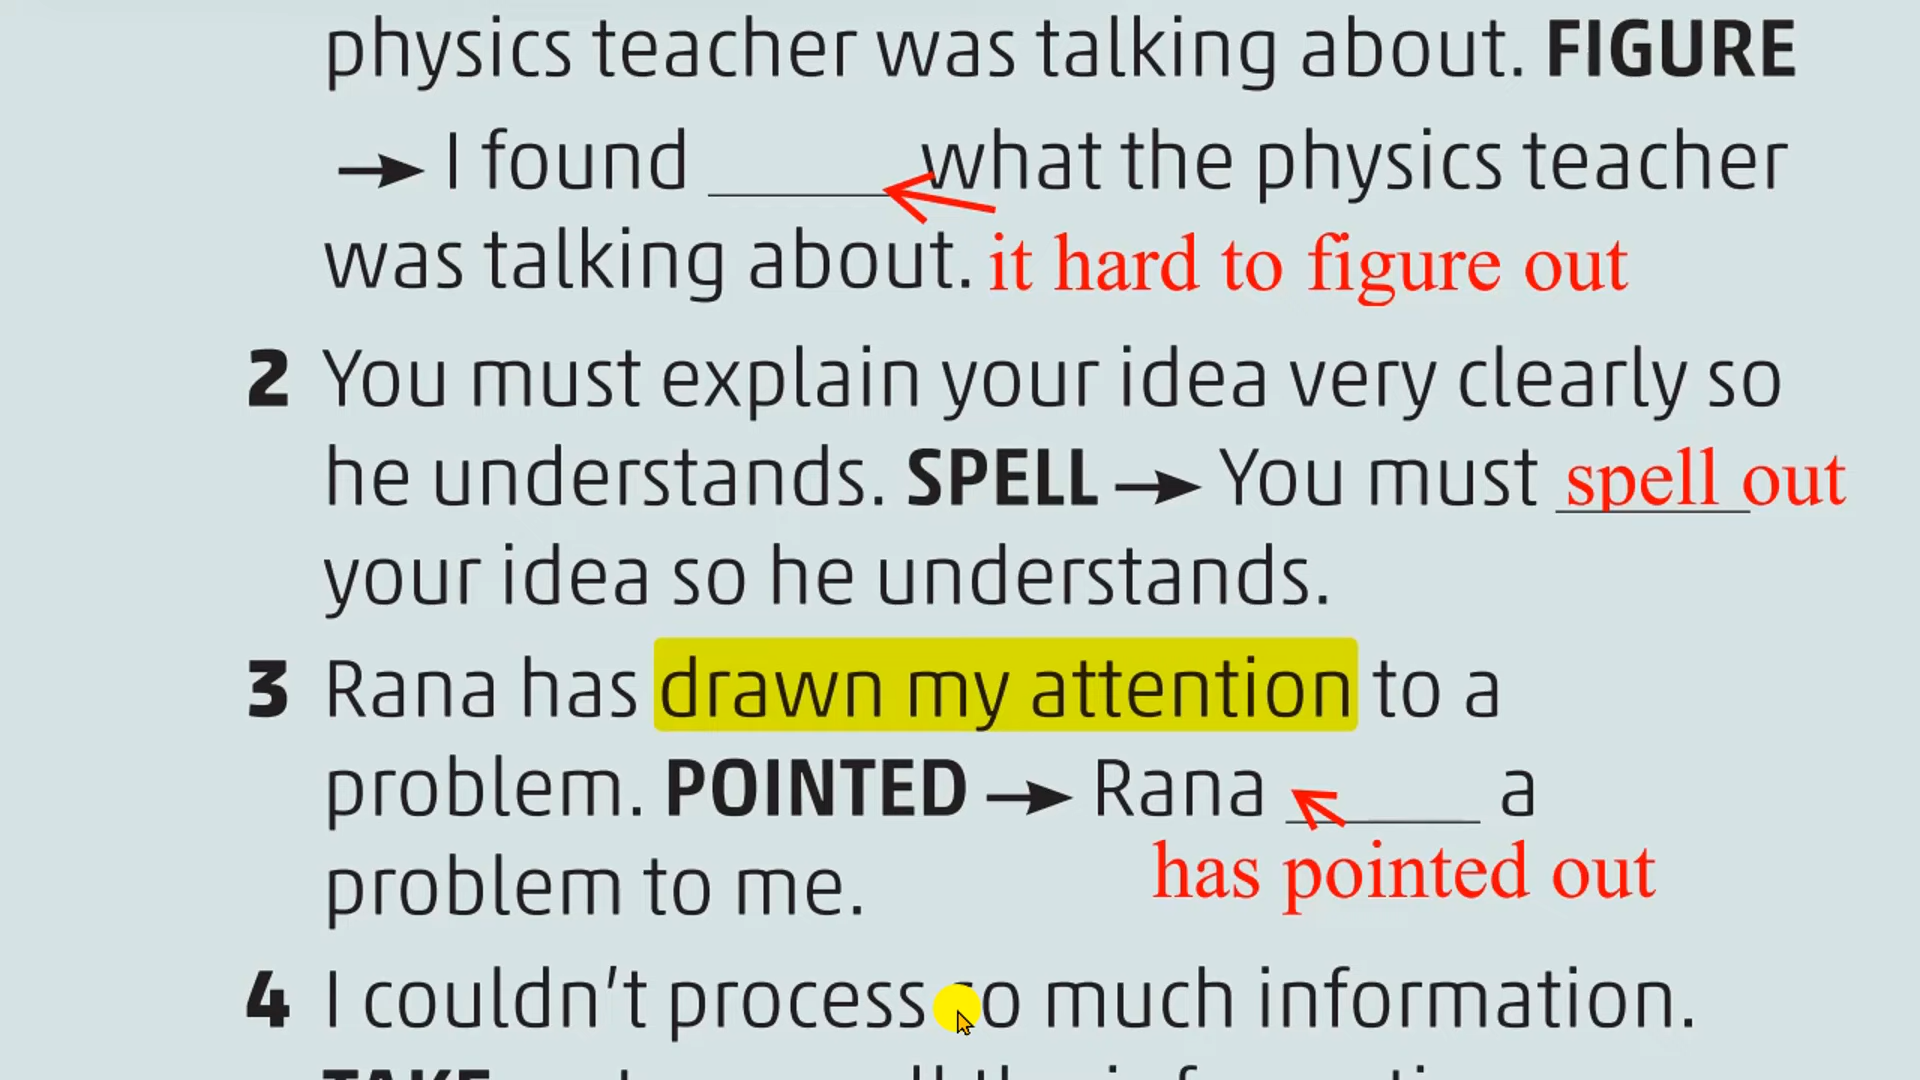 physics teacher was talking about. FIGURE
→ I found ______ what the physics teacher
was talking about. it hard to figure out
2 You must explain your idea very clearly so
he understands. SPELL → You must spell out
your idea so he understands.
3 Rana has drawn my attention to a
problem. POINTED → Rana ______ a
has pointed out
problem to me.
4 I couldn't process so much information.
TAKE